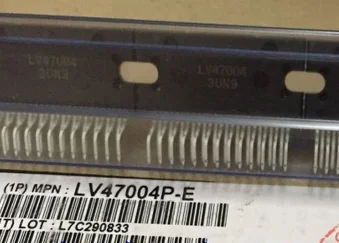 LV47004
3UN9
LV47004
3UN9
(1P) MPN : LV47004P-E
T) LOT : L7C290833